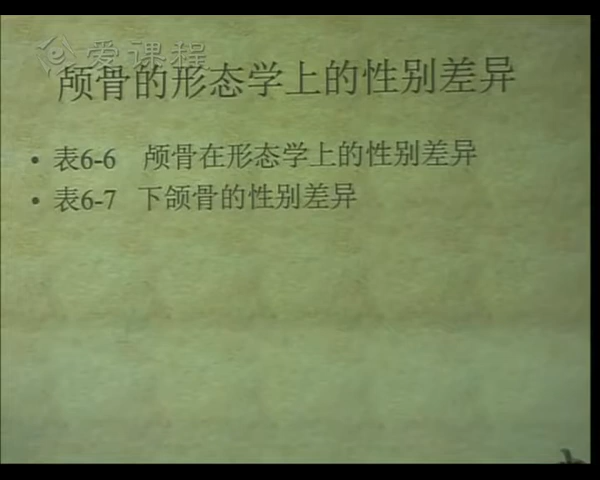 爱课程
颅骨的形态学上的性别差异
• 表6-6 颅骨在形态学上的性别差异
• 表6-7 下颌骨的性别差异